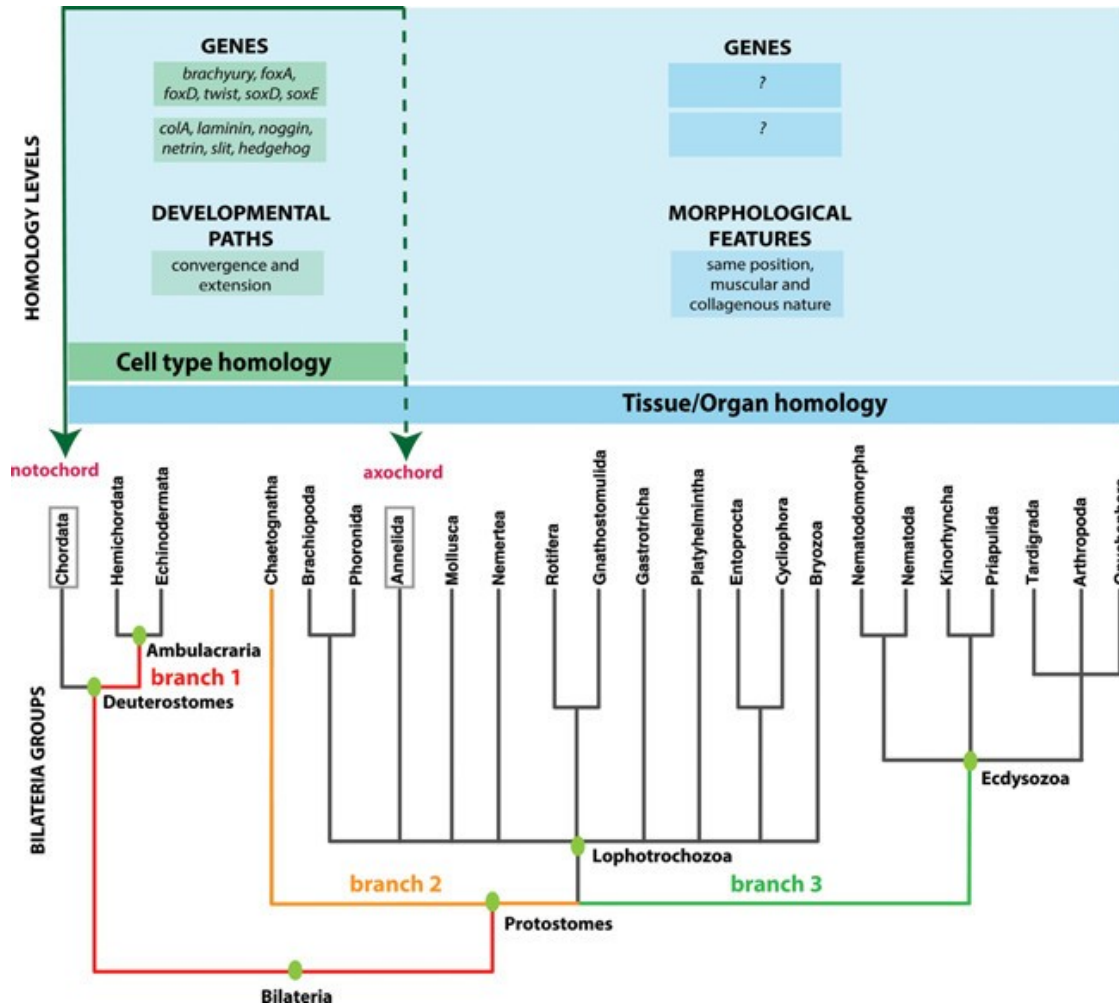 HOMOLOGY LEVELS
GENES
brachyury, foxA,
foxD, twist, soxD, soxE
colA, laminin, noggin,
netrin, slit, hedgehog
DEVELOPMENTAL
PATHS
convergence and
extension
GENES
?
?
MORPHOLOGICAL
FEATURES
same position,
muscular and
collagenous nature
Cell type homology
Tissue/Organ homology
notochord
axochord
BILATERIA GROUPS
Chordata
Hemichordata
Echinodermata
Chaetognatha
Brachiopoda
Phoronida
Annelida
Mollusca
Nemertea
Rotifera
Gnathostomulida
Gastrotricha
Platyhelmintha
Entoprocta
Cycliophora
Bryozoa
Nematodomorpha
Nematoda
Kinorhyncha
Priapulida
Tardigrada
Arthropoda
Ambulacraria
branch 1
Deuterostomes
Ecdysozoa
Lophotrochozoa
branch 2
branch 3
Protostomes
Bilateria